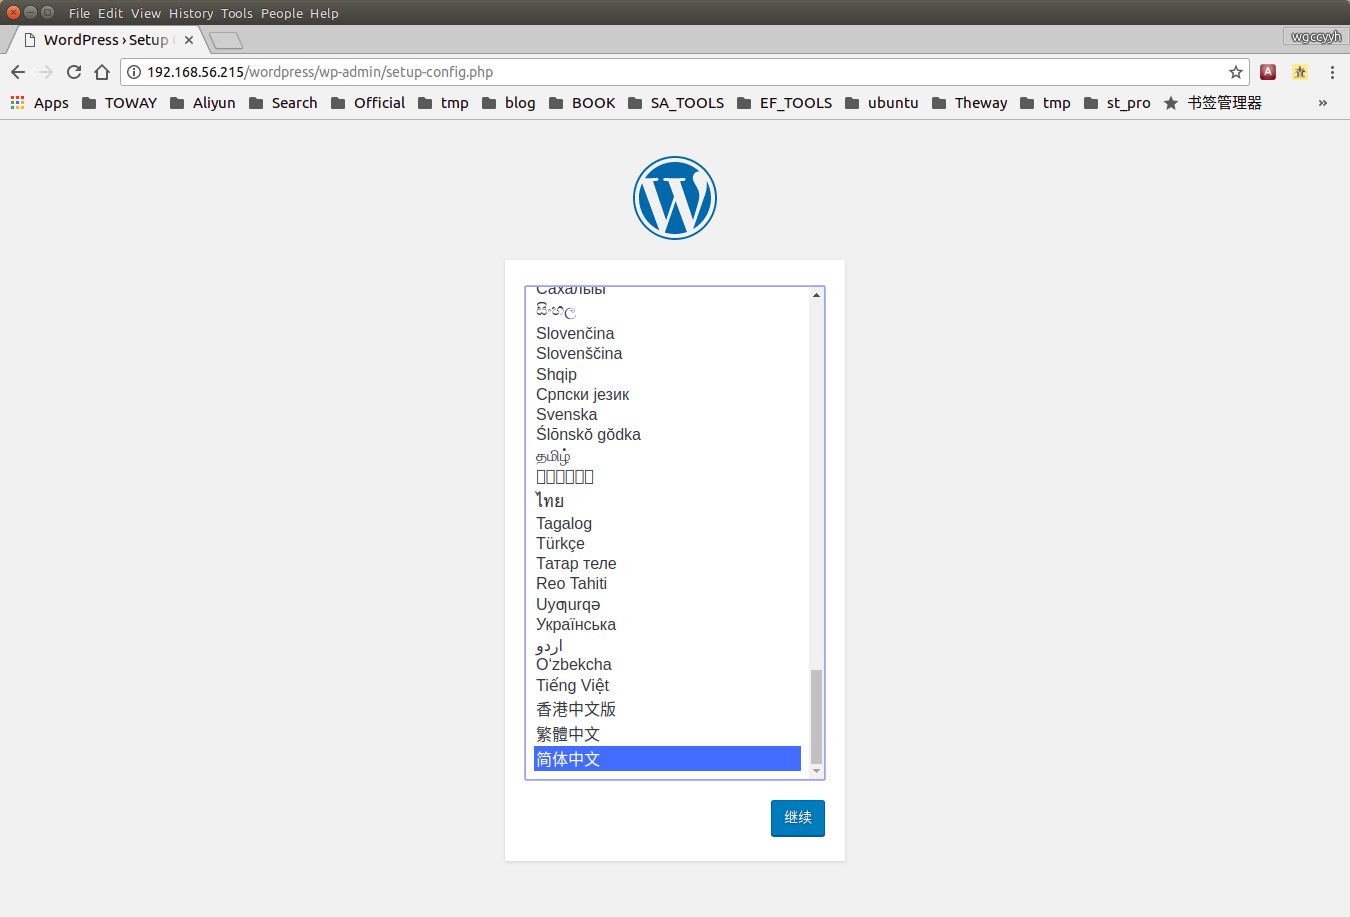 File Edit View History Tools People Help
WordPress › Setup
wgccyyh
192.168.56.215/wordpress/wp-admin/setup-config.php
Apps TOWAY Aliyun Search Official tmp blog BOOK SA_TOOLS EF_TOOLS ubuntu Theway tmp st_pro 书签管理器 »
Сахалыы
සිංහල
Slovenčina
Slovenščina
Shqip
Српски језик
Svenska
Ślōnskŏ gŏdka
தமிழ்
ไทย
Tagalog
Türkçe
Татар теле
Reo Tahiti
Uyƣurqə
Українська
اردو
O‘zbekcha
Tiếng Việt
香港中文版
繁體中文
简体中文
继续